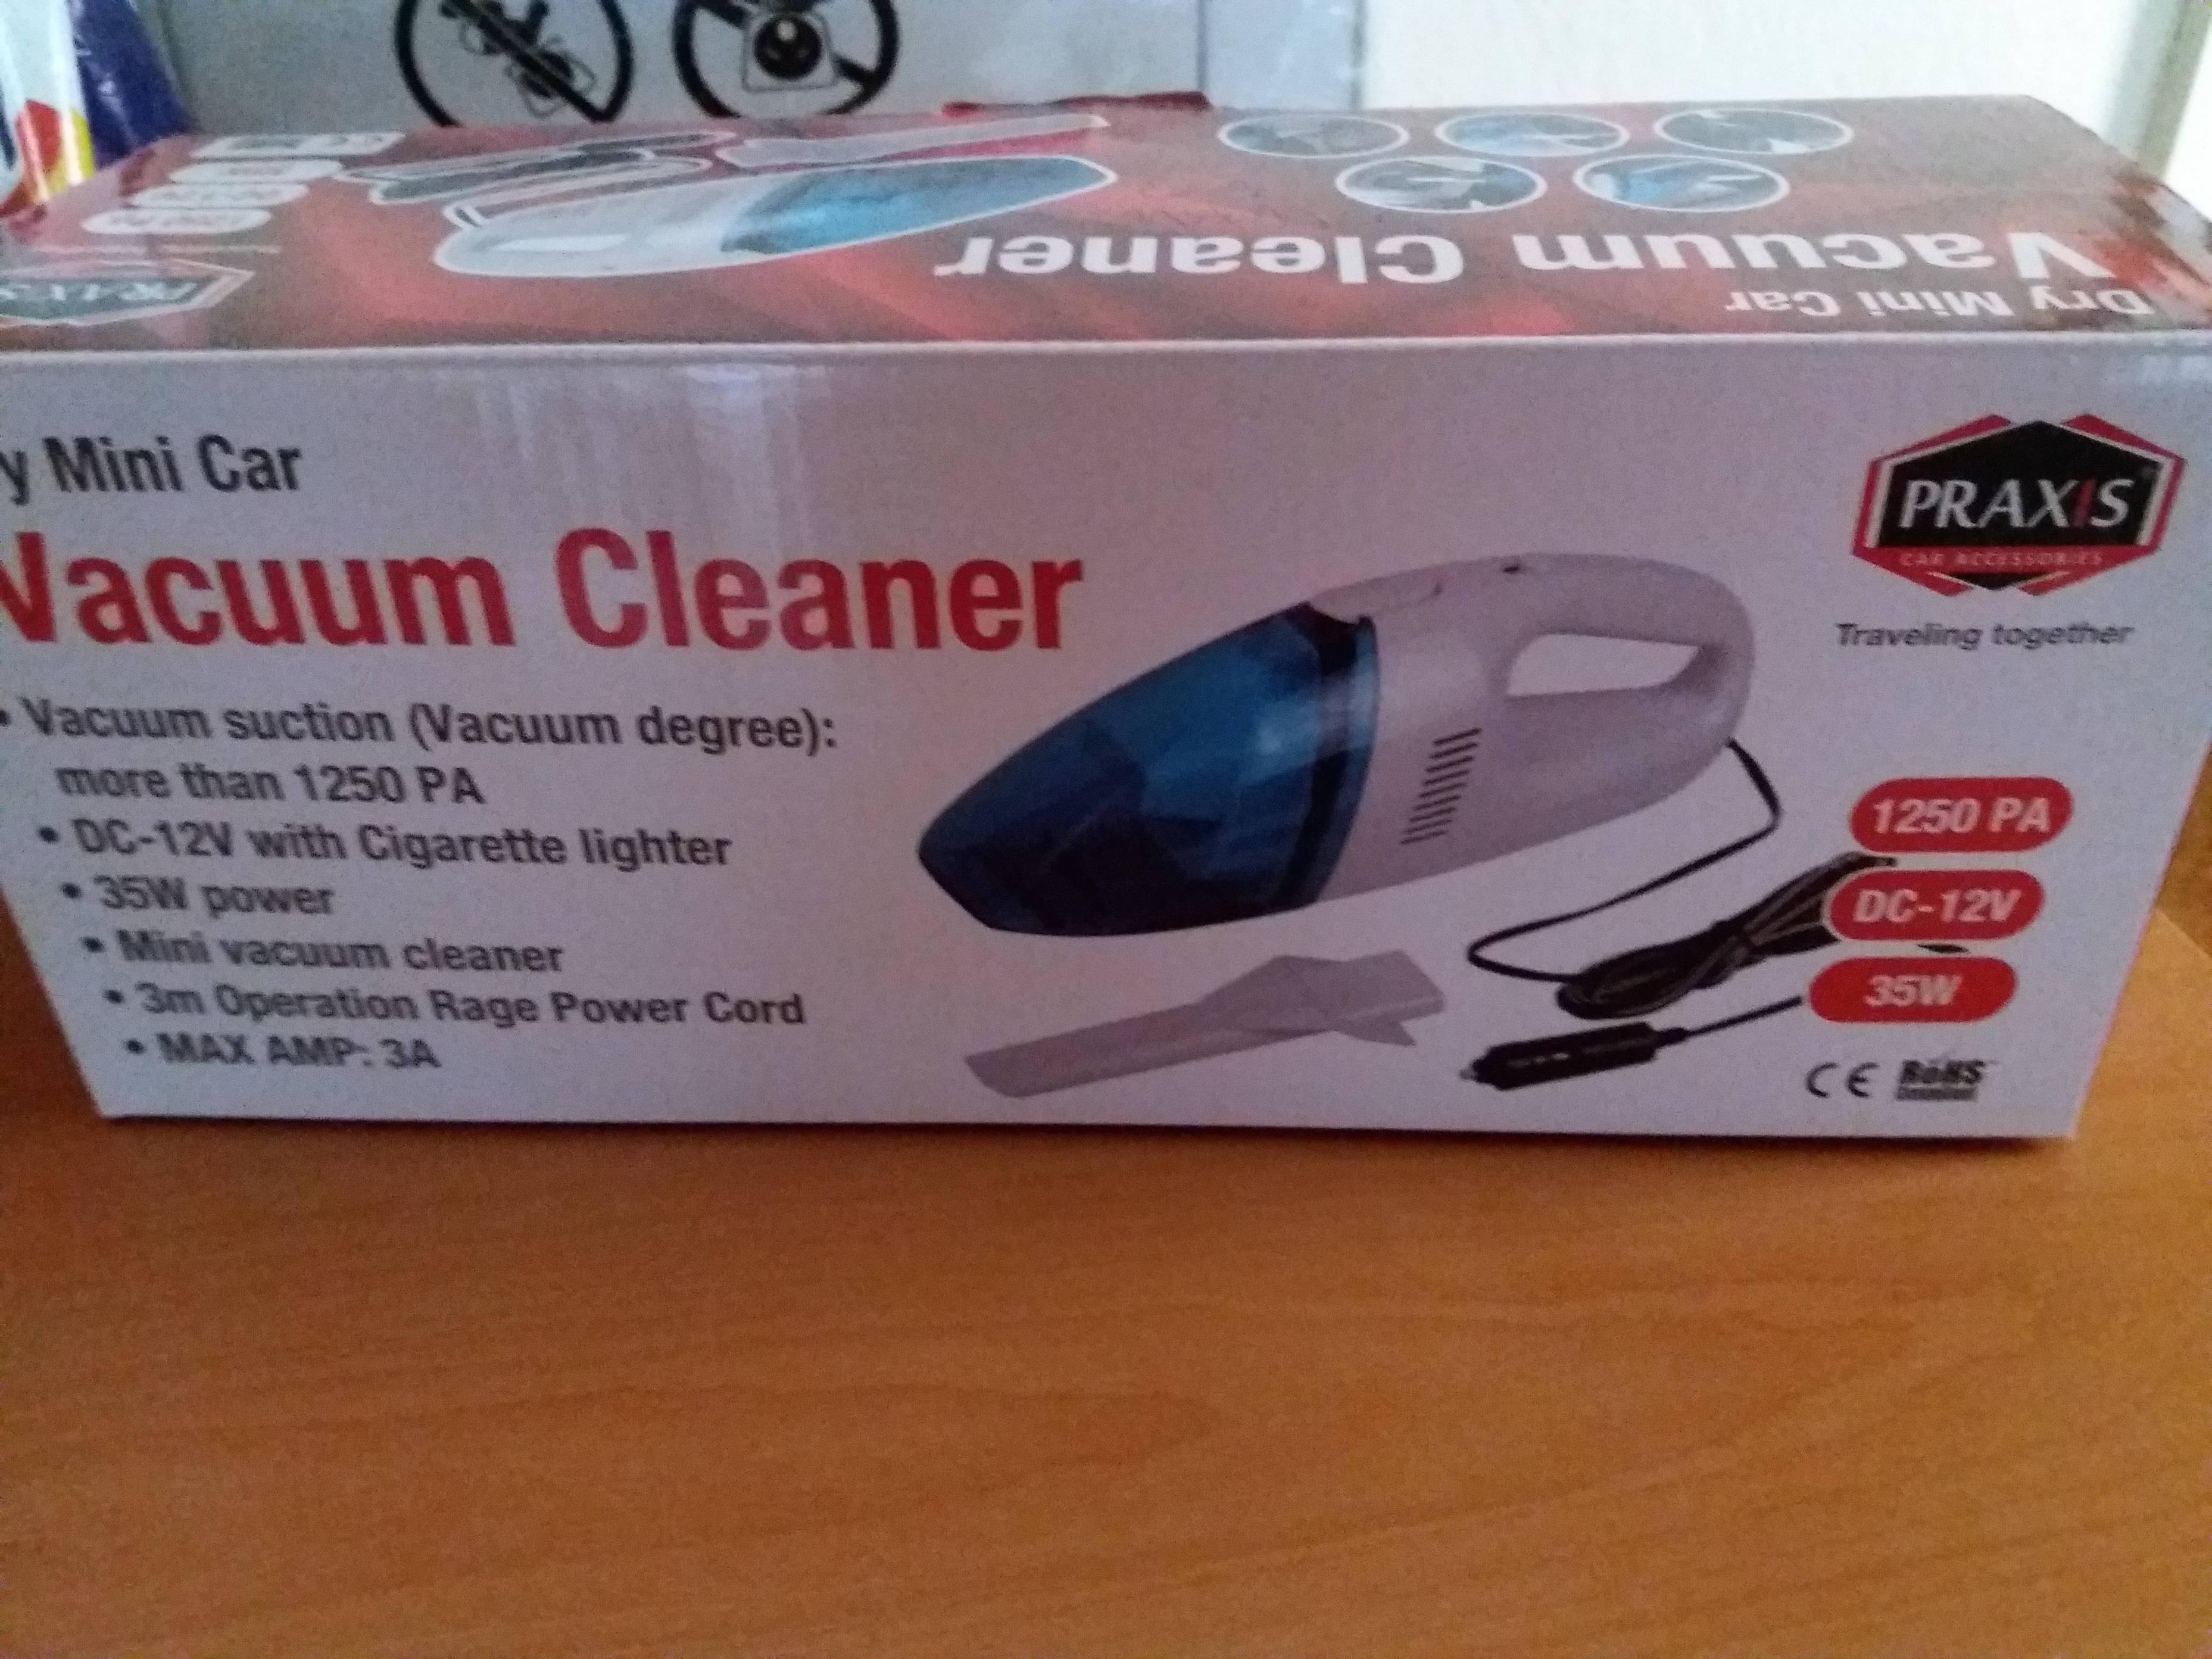 Dry Mini Car
Vacuum Cleaner
PRAXIS
y Mini Car
Vacuum Cleaner
• Vacuum suction (Vacuum degree):
more than 1250 PA
• DC-12V with Cigarette lighter
• 35W power
• Mini vacuum cleaner
• 3m Operation Rage Power Cord
• MAX AMP: 3A
PRAXIS®
CAR ACCESSORIES
Traveling together
1250 PA
DC-12V
35W
CE RoHS